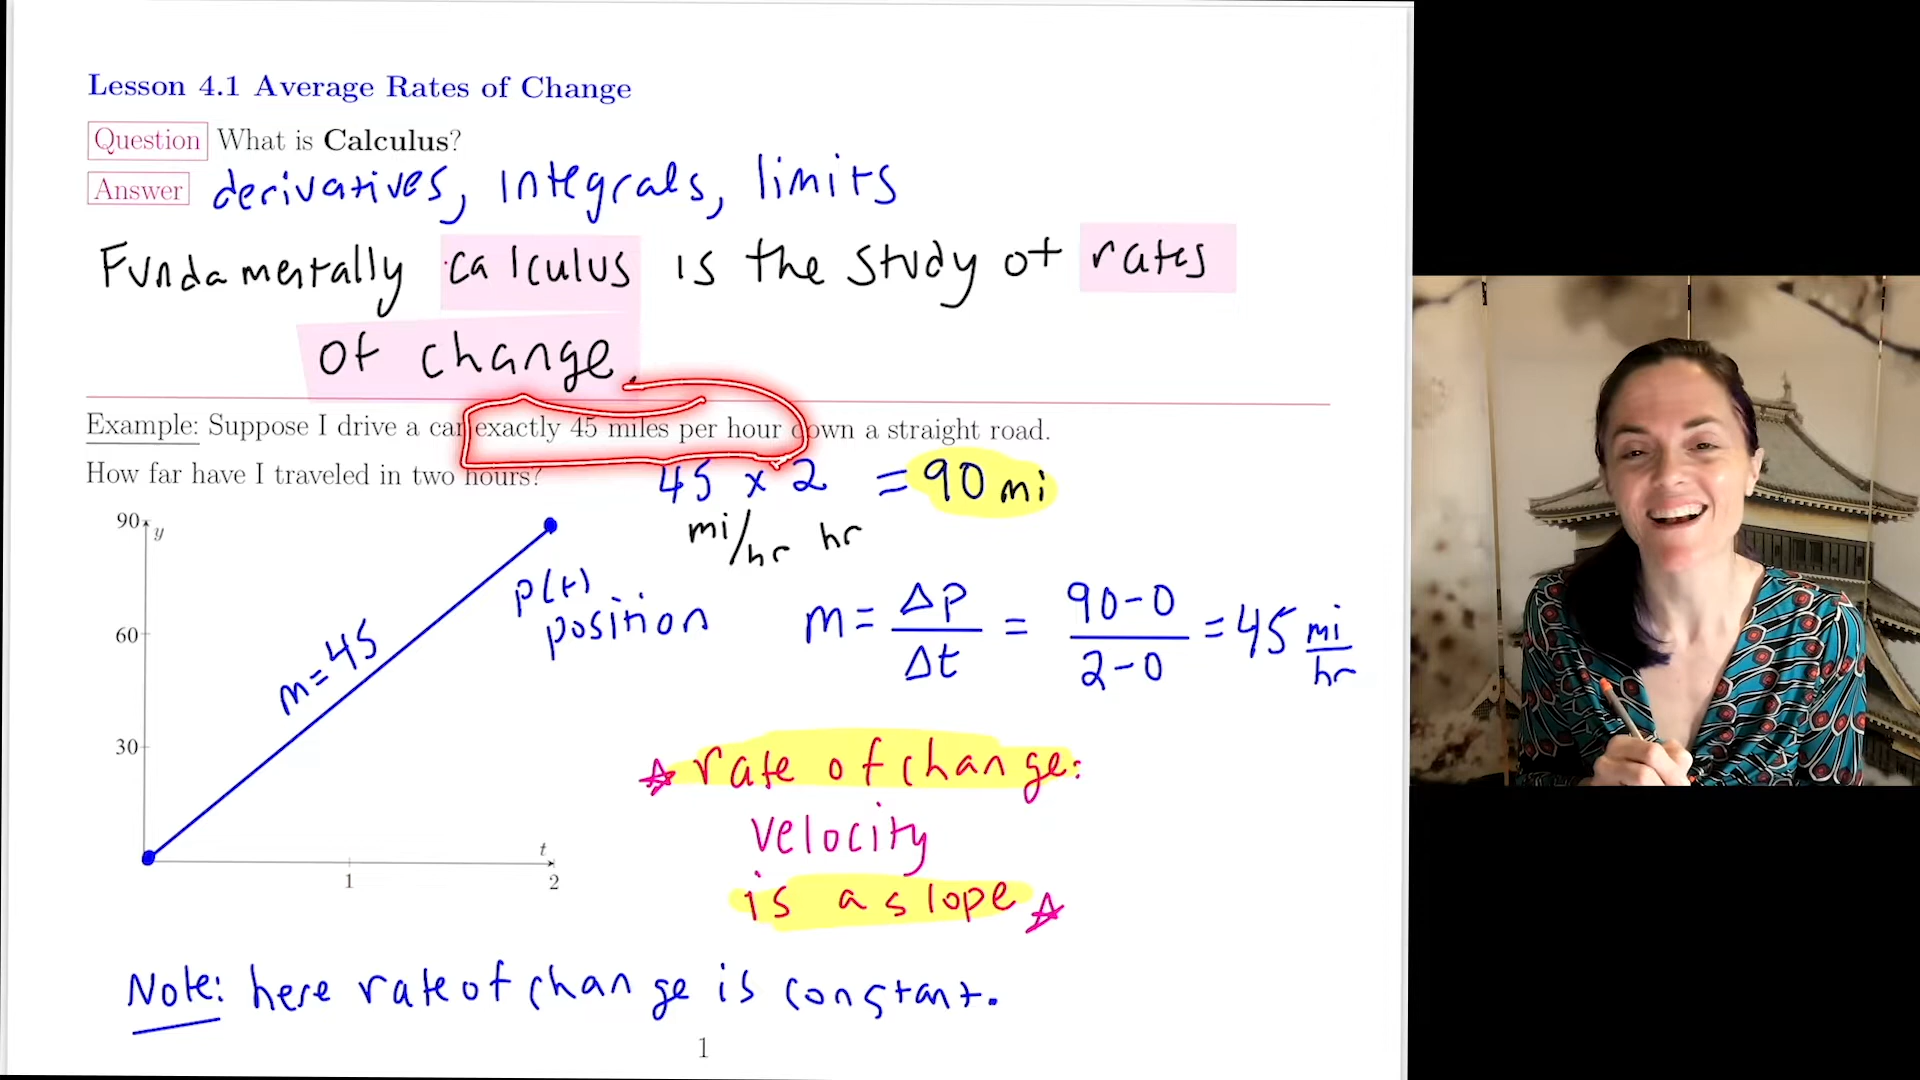 Lesson 4.1 Average Rates of Change
Question What is Calculus?
Answer derivatives, integrals, limits
Fundamentally calculus is the study of rates
of change.
Example: Suppose I drive a car exactly 45 miles per hour down a straight road.
How far have I traveled in two hours? 45 x 2 = 90 mi
mi/hr hr
90 y
60
30
1 2
t
m=45
p(t)
position
m = Δp/Δt = 90-0/2-0 = 45 mi/hr
☆ rate of change:
velocity
is a slope ☆
Note: here rate of change is constant.
1